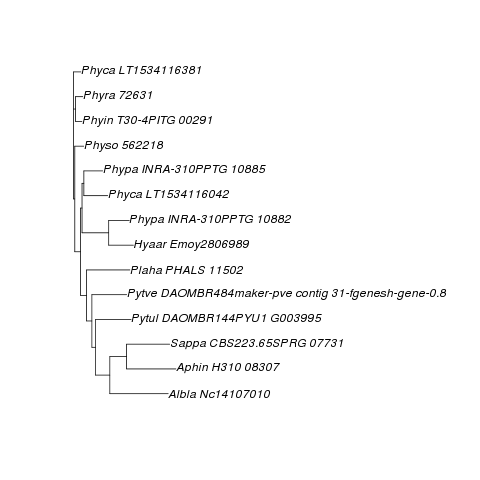 Phyca LT1534116381
Phyra 72631
Phyin T30-4PITG 00291
Physo 562218
Phypa INRA-310PPTG 10885
Phyca LT1534116042
Phypa INRA-310PPTG 10882
Hyaar Emoy2806989
Plaha PHALS 11502
Pytve DAOMBR484maker-pve contig 31-fgenesh-gene-0.8
Pytul DAOMBR144PYU1 G003995
Sappa CBS223.65SPRG 07731
Aphin H310 08307
Albla Nc14107010